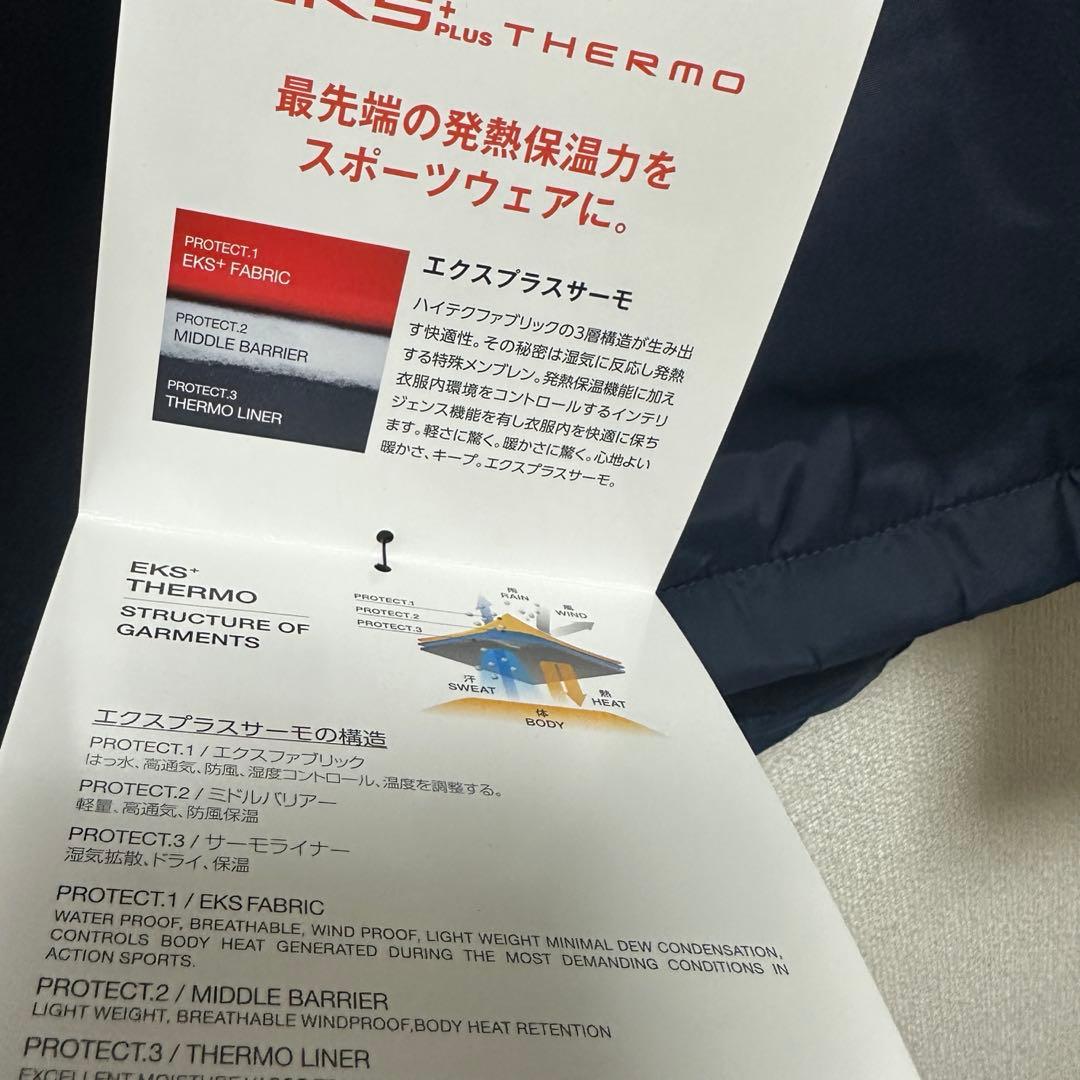 EKS+
PLUS THERMO
最先端の発熱保温力を
スポーツウェアに。
PROTECT.1
EKS+ FABRIC
PROTECT.2
MIDDLE BARRIER
PROTECT.3
THERMO LINER
エクスプラスサーモ
ハイテクファブリックの3層構造が生み出
す快適性。その秘密は湿気に反応し発熱
する特殊メンブレン。発熱保温機能に加え
衣服内環境をコントロールするインテリ
ジェンス機能を有し衣服内を快適に保ち
ます。軽さに驚く。暖かさに驚く。心地よい
暖かさ、キープ。エクスプラスサーモ。
EKS+
THERMO
STRUCTURE OF
GARMENTS
PROTECT.1
PROTECT.2
PROTECT.3
雨
RAIN
風
WIND
汗
SWEAT
熱
HEAT
体
BODY
エクスプラスサーモの構造
PROTECT.1 / エクスファブリック
はっ水、高通気、防風、湿度コントロール、温度を調整する。
PROTECT.2 / ミドルバリアー
軽量、高通気、防風保温
PROTECT.3 / サーモライナー
湿気拡散、ドライ、保温
PROTECT.1 / EKS FABRIC
WATER PROOF, BREATHABLE, WIND PROOF, LIGHT WEIGHT MINIMAL DEW CONDENSATION,
CONTROLS BODY HEAT GENERATED DURING THE MOST DEMANDING CONDITIONS IN
ACTION SPORTS.
PROTECT.2 / MIDDLE BARRIER
LIGHT WEIGHT, BREATHABLE WINDPROOF,BODY HEAT RETENTION
PROTECT.3 / THERMO LINER
EXCELLENT MOISTURE